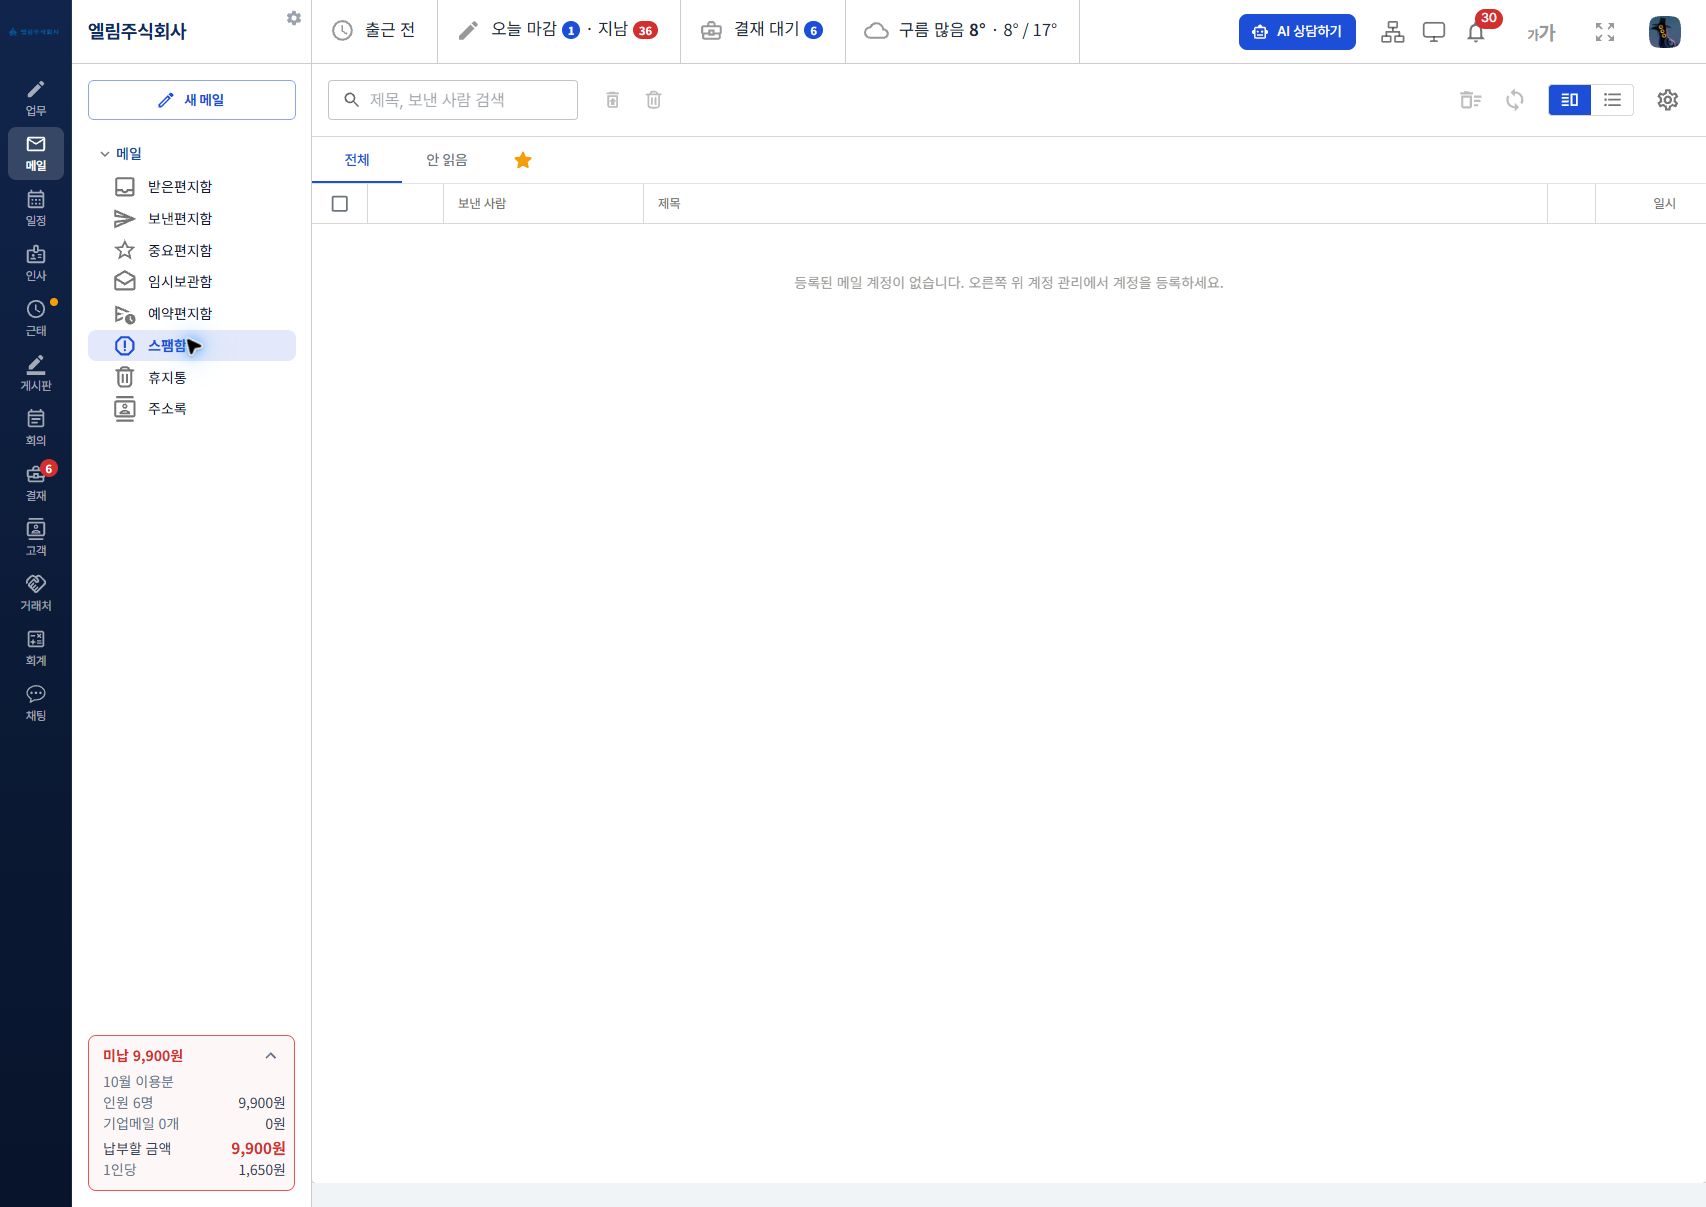 엘림주식회사
엘림주식회사
출근 전
오늘 마감 1 · 지남 36
결재 대기 6
구름 많음 8° · 8° / 17°
AI 상담하기
30
가가
업무
메일
일정
인사
근태
게시판
회의
6
결재
고객
거래처
회계
채팅
새 메일
메일
받은편지함
보낸편지함
중요편지함
임시보관함
예약편지함
스팸함
휴지통
주소록
제목, 보낸 사람 검색
전체
안 읽음
보낸 사람
제목
일시
등록된 메일 계정이 없습니다. 오른쪽 위 계정 관리에서 계정을 등록하세요.
미납 9,900원
10월 이용분
인원 6명 9,900원
기업메일 0개 0원
납부할 금액 9,900원
1인당 1,650원